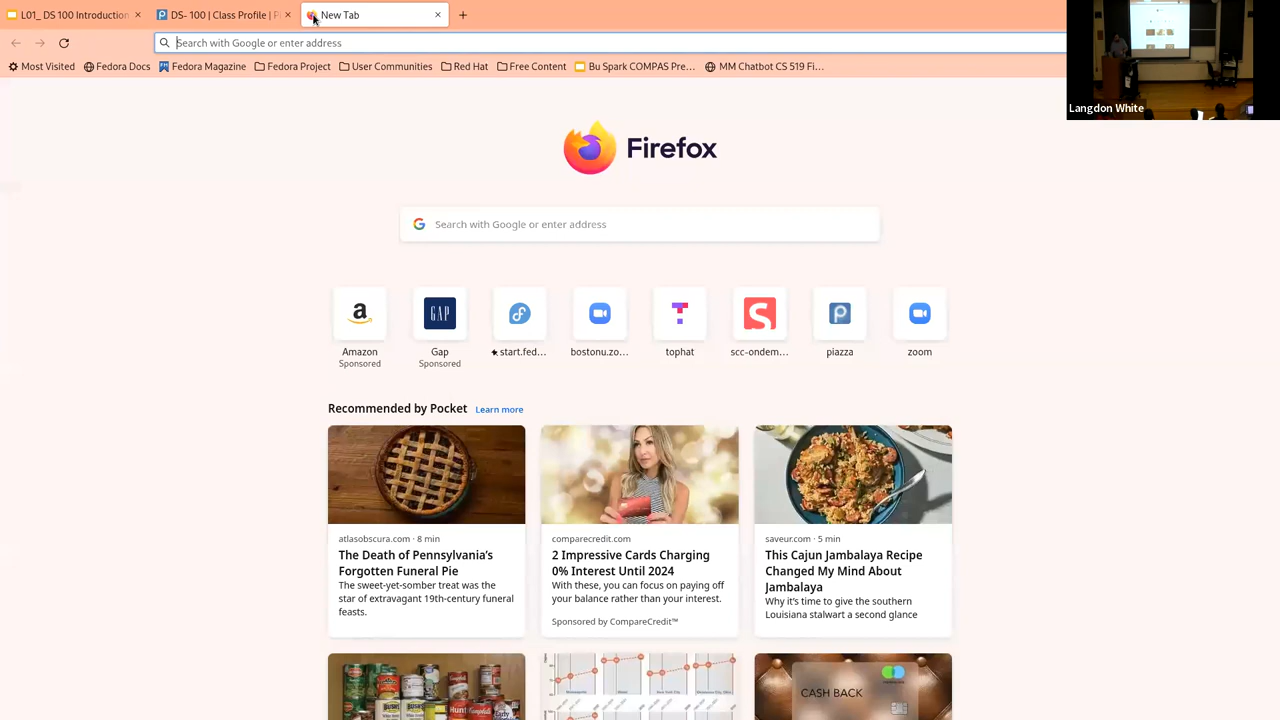 L01_ DS 100 Introduction
DS- 100 | Class Profile | P
New Tab
Search with Google or enter address
Most Visited
Fedora Docs
Fedora Magazine
Fedora Project
User Communities
Red Hat
Free Content
Bu Spark COMPAS Pre…
MM Chatbot CS 519 Fi…
Langdon White
Firefox
Search with Google or enter address
Amazon
Sponsored
GAP
Gap
Sponsored
start.fed…
bostonu.zo…
tophat
scc-ondem…
piazza
zoom
Recommended by Pocket Learn more
atlasobscura.com · 8 min
The Death of Pennsylvania’s
Forgotten Funeral Pie
The sweet-yet-somber treat was the
star of extravagant 19th-century funeral
feasts.
comparecredit.com
2 Impressive Cards Charging
0% Interest Until 2024
With these, you can focus on paying off
your balance rather than your interest.
Sponsored by CompareCredit™
saveur.com · 5 min
This Cajun Jambalaya Recipe
Changed My Mind About
Jambalaya
Why it’s time to give the southern
Louisiana stalwart a second glance
CASH BACK